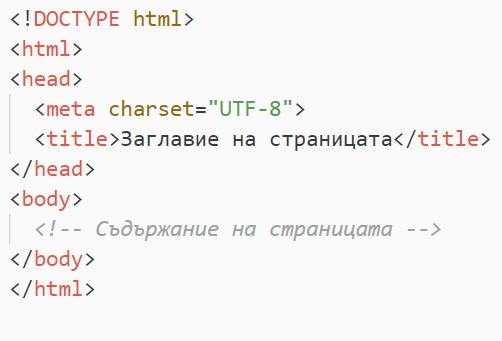 <!DOCTYPE html>
<html>
<head>
  <meta charset="UTF-8">
  <title>Заглавие на страницата</title>
</head>
<body>
  <!-- Съдържание на страницата -->
</body>
</html>